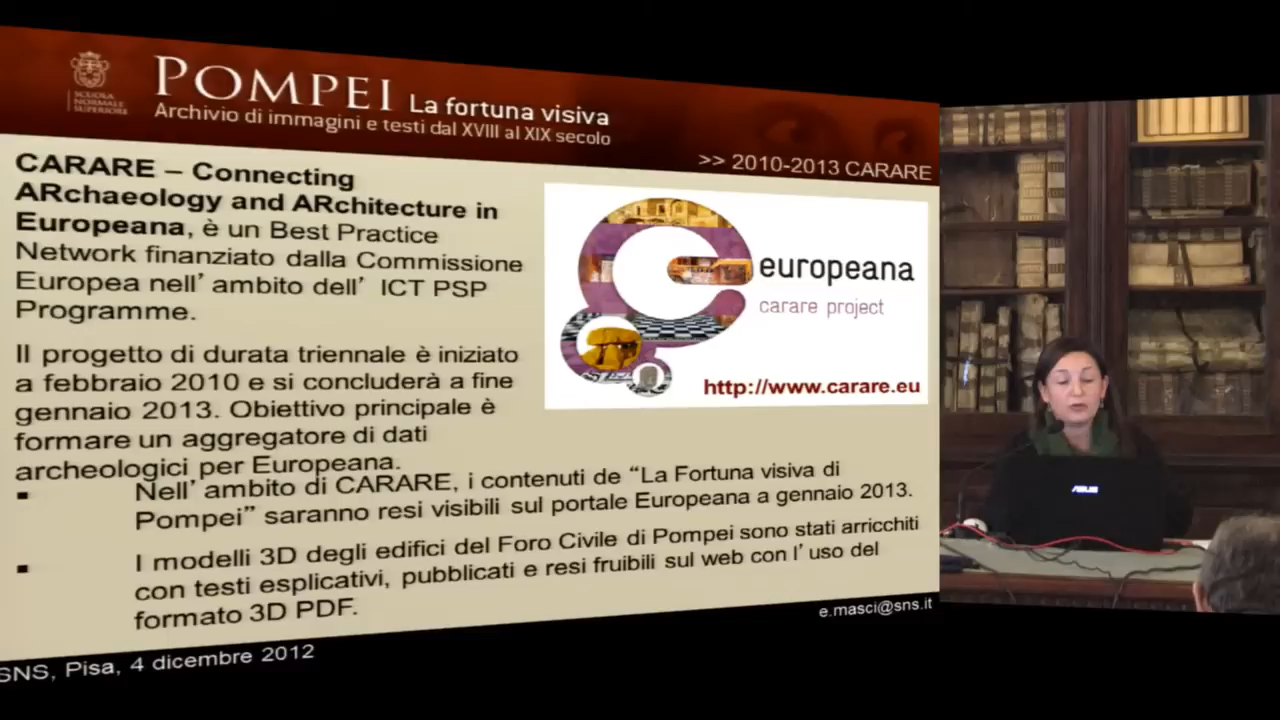 SCUOLA
NORMALE
SUPERIORE
POMPEI La fortuna visiva
Archivio di immagini e testi dal XVIII al XIX secolo
>> 2010-2013 CARARE
CARARE – Connecting
ARchaeology and ARchitecture in
Europeana, è un Best Practice
Network finanziato dalla Commissione
Europea nell’ambito dell’ ICT PSP
Programme.
Il progetto di durata triennale è iniziato
a febbraio 2010 e si concluderà a fine
gennaio 2013. Obiettivo principale è
formare un aggregatore di dati
archeologici per Europeana.
europeana
carare project
http://www.carare.eu
▪ Nell’ambito di CARARE, i contenuti de “La Fortuna visiva di
Pompei” saranno resi visibili sul portale Europeana a gennaio 2013.
▪ I modelli 3D degli edifici del Foro Civile di Pompei sono stati arricchiti
con testi esplicativi, pubblicati e resi fruibili sul web con l’uso del
formato 3D PDF.
e.masci@sns.it
SNS, Pisa, 4 dicembre 2012
ASUS